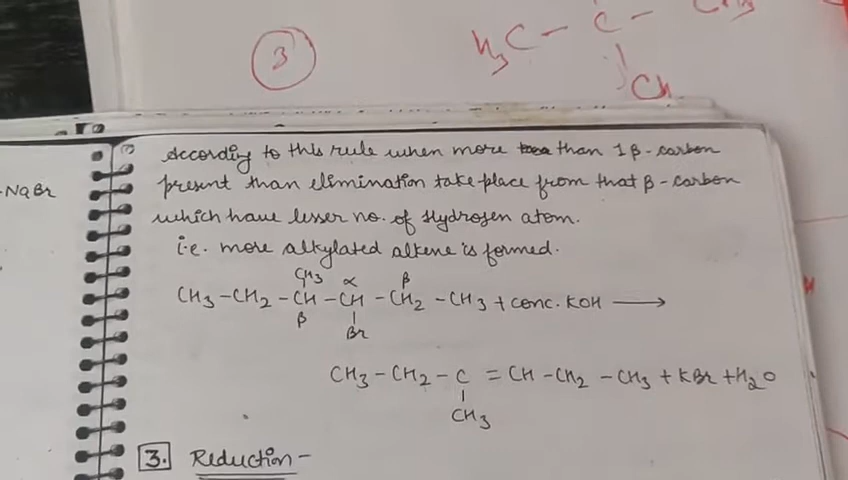 3
H₃C – C – CH₃
|
CH
NaBr
According to this rule when more than 1 β-carbon
present than elimination take place from that β-carbon
which have lesser no. of Hydrogen atom.
i.e. more alkylated alkene is formed.
CH₃ α β
CH₃–CH₂–CH–CH–CH₂–CH₃ + conc. KOH ⟶
β |
Br
CH₃–CH₂–C=CH–CH₂–CH₃ + KBr + H₂O
|
CH₃
3. Reduction –